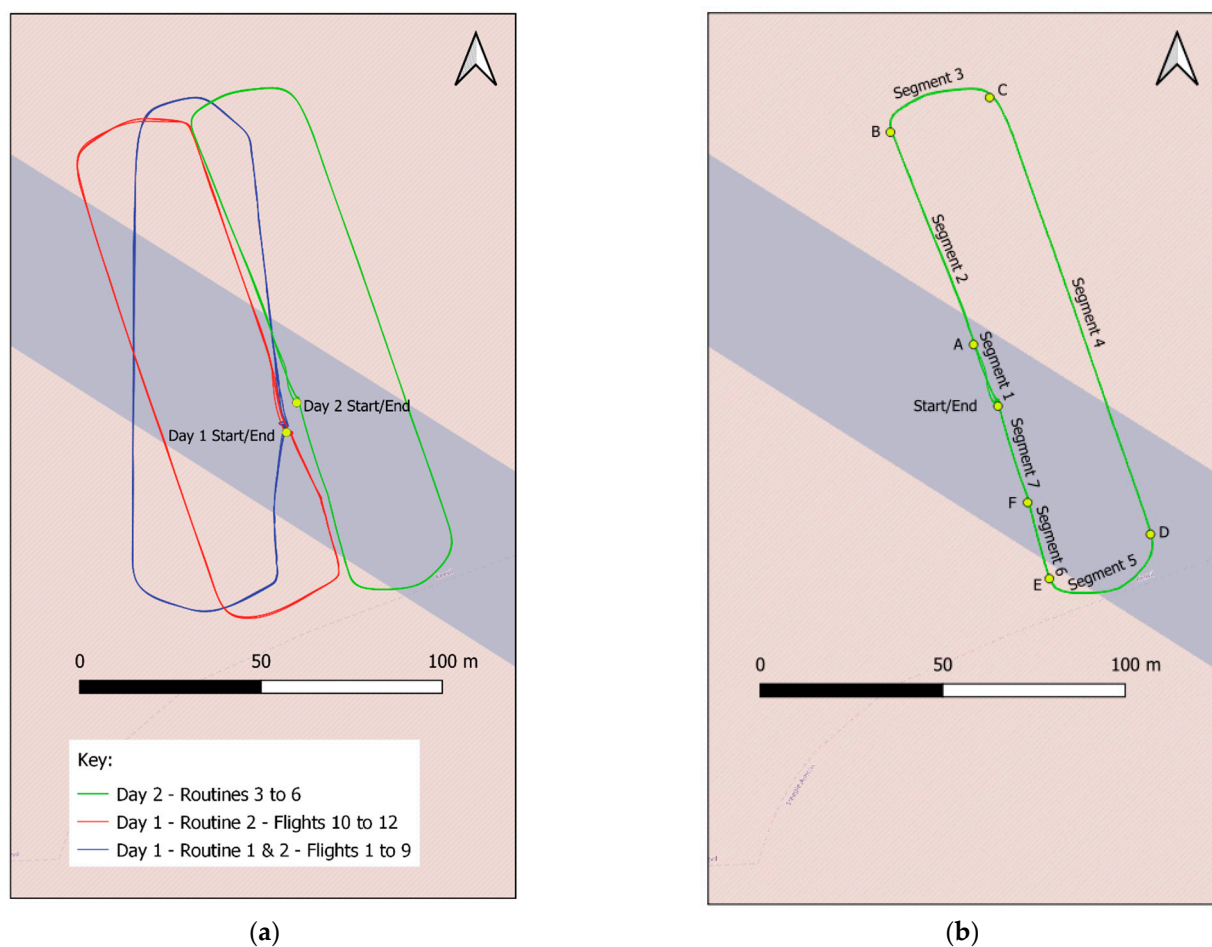 Day 2 Start/End
Day 1 Start/End
0 50 100 m
Key:
Day 2 - Routines 3 to 6
Day 1 - Routine 2 - Flights 10 to 12
Day 1 - Routine 1 & 2 - Flights 1 to 9
(a)
Segment 3
C
B
Segment 2
Segment 4
A
Segment 1
Start/End
Segment 7
F
Segment 6
D
Segment 5
E
0 50 100 m
(b)